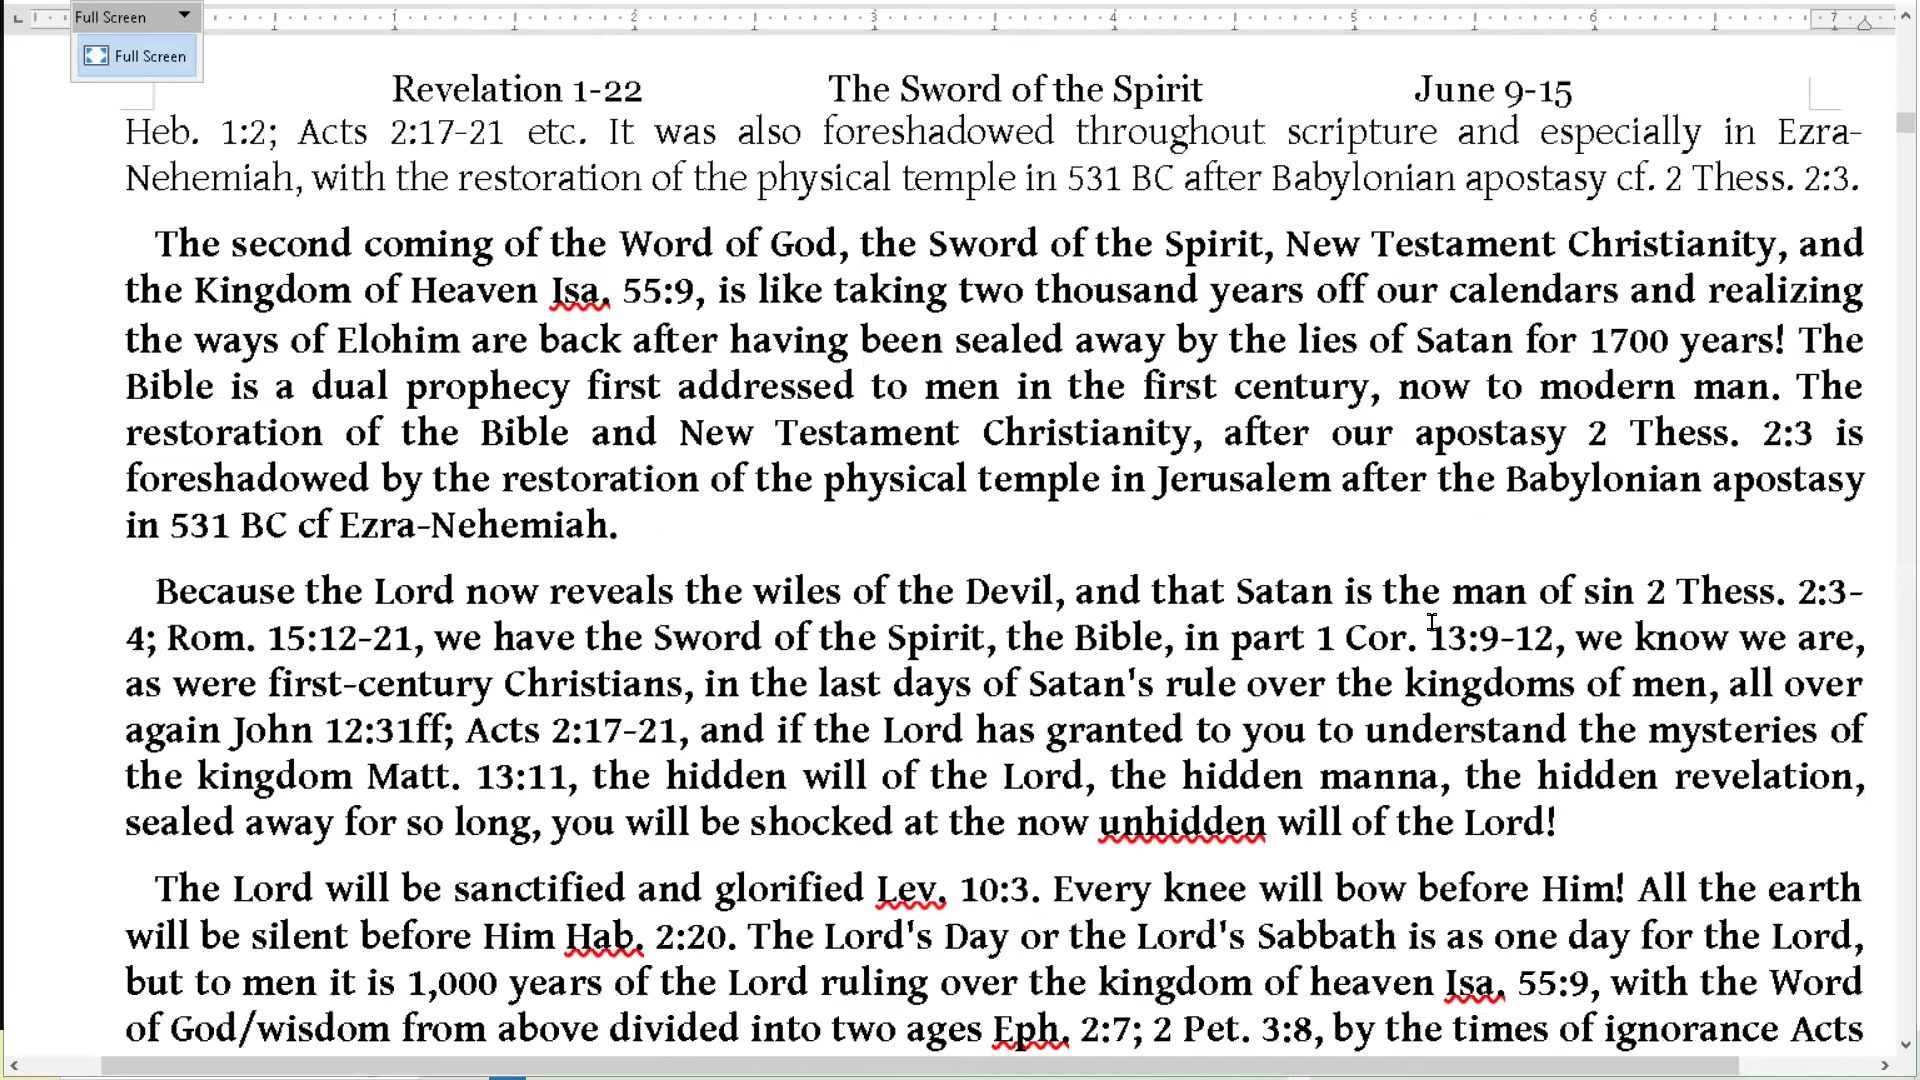 Full Screen
Full Screen
1 2 3 4 5 6 7
Revelation 1-22 The Sword of the Spirit June 9-15
Heb. 1:2; Acts 2:17-21 etc. It was also foreshadowed throughout scripture and especially in Ezra-
Nehemiah, with the restoration of the physical temple in 531 BC after Babylonian apostasy cf. 2 Thess. 2:3.
The second coming of the Word of God, the Sword of the Spirit, New Testament Christianity, and
the Kingdom of Heaven Isa. 55:9, is like taking two thousand years off our calendars and realizing
the ways of Elohim are back after having been sealed away by the lies of Satan for 1700 years! The
Bible is a dual prophecy first addressed to men in the first century, now to modern man. The
restoration of the Bible and New Testament Christianity, after our apostasy 2 Thess. 2:3 is
foreshadowed by the restoration of the physical temple in Jerusalem after the Babylonian apostasy
in 531 BC cf Ezra-Nehemiah.
Because the Lord now reveals the wiles of the Devil, and that Satan is the man of sin 2 Thess. 2:3-
4; Rom. 15:12-21, we have the Sword of the Spirit, the Bible, in part 1 Cor. 13:9-12, we know we are,
as were first-century Christians, in the last days of Satan's rule over the kingdoms of men, all over
again John 12:31ff; Acts 2:17-21, and if the Lord has granted to you to understand the mysteries of
the kingdom Matt. 13:11, the hidden will of the Lord, the hidden manna, the hidden revelation,
sealed away for so long, you will be shocked at the now unhidden will of the Lord!
The Lord will be sanctified and glorified Lev. 10:3. Every knee will bow before Him! All the earth
will be silent before Him Hab. 2:20. The Lord's Day or the Lord's Sabbath is as one day for the Lord,
but to men it is 1,000 years of the Lord ruling over the kingdom of heaven Isa. 55:9, with the Word
of God/wisdom from above divided into two ages Eph. 2:7; 2 Pet. 3:8, by the times of ignorance Acts